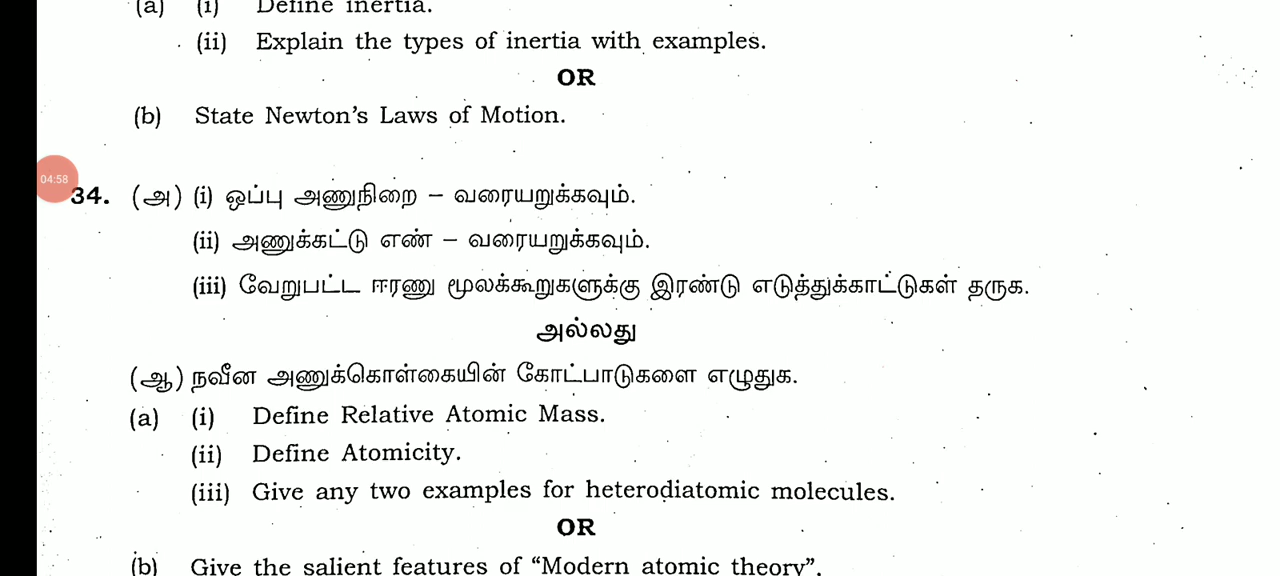 (a) (i) Define inertia.
(ii) Explain the types of inertia with examples.
OR
(b) State Newton's Laws of Motion.
04:58
34. (அ) (i) ஒப்பு அணுநிறை – வரையறுக்கவும்.
(ii) அணுக்கட்டு எண் – வரையறுக்கவும்.
(iii) வேறுபட்ட ஈரணு மூலக்கூறுகளுக்கு இரண்டு எடுத்துக்காட்டுகள் தருக.
அல்லது
(ஆ) நவீன அணுக்கொள்கையின் கோட்பாடுகளை எழுதுக.
(a) (i) Define Relative Atomic Mass.
(ii) Define Atomicity.
(iii) Give any two examples for heterodiatomic molecules.
OR
(b) Give the salient features of “Modern atomic theory”.